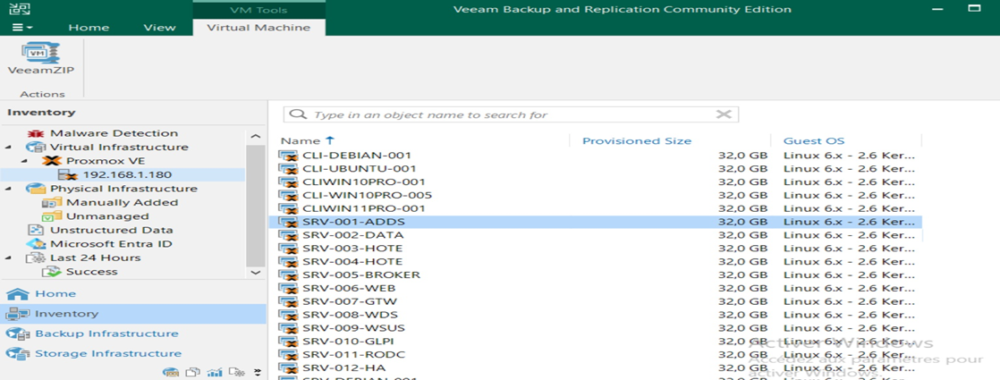 VM Tools
Veeam Backup and Replication Community Edition
Home View Virtual Machine
VM
VeeamZIP
Actions
Inventory
Malware Detection
Virtual Infrastructure
Proxmox VE
192.168.1.180
Physical Infrastructure
Manually Added
Unmanaged
Unstructured Data
Microsoft Entra ID
Last 24 Hours
Success
Home
Inventory
Backup Infrastructure
Storage Infrastructure
Type in an object name to search for
Name Provisioned Size Guest OS
CLI-DEBIAN-001 32,0 GB Linux 6.x - 2.6 Ker...
CLI-UBUNTU-001 32,0 GB Linux 6.x - 2.6 Ker...
CLIWIN10PRO-001 32,0 GB Linux 6.x - 2.6 Ker...
CLI-WIN10PRO-005 32,0 GB Linux 6.x - 2.6 Ker...
CLIWIN11PRO-001 32,0 GB Linux 6.x - 2.6 Ker...
SRV-001-ADDS 32,0 GB Linux 6.x - 2.6 Ker...
SRV-002-DATA 32,0 GB Linux 6.x - 2.6 Ker...
SRV-003-HOTE 32,0 GB Linux 6.x - 2.6 Ker...
SRV-004-HOTE 32,0 GB Linux 6.x - 2.6 Ker...
SRV-005-BROKER 32,0 GB Linux 6.x - 2.6 Ker...
SRV-006-WEB 32,0 GB Linux 6.x - 2.6 Ker...
SRV-007-GTW 32,0 GB Linux 6.x - 2.6 Ker...
SRV-008-WDS 32,0 GB Linux 6.x - 2.6 Ker...
SRV-009-WSUS 32,0 GB Linux 6.x - 2.6 Ker...
SRV-010-GLPI 32,0 GB Linux 6.x - 2.6 Ker...
SRV-011-RODC 32,0 GB Linux 6.x - 2.6 Ker...
SRV-012-HA 32,0 GB Linux 6.x - 2.6 Ker...
SRV-DEBIAN-001
Activer Windows
Accédez aux paramètres pour
activer Windows.